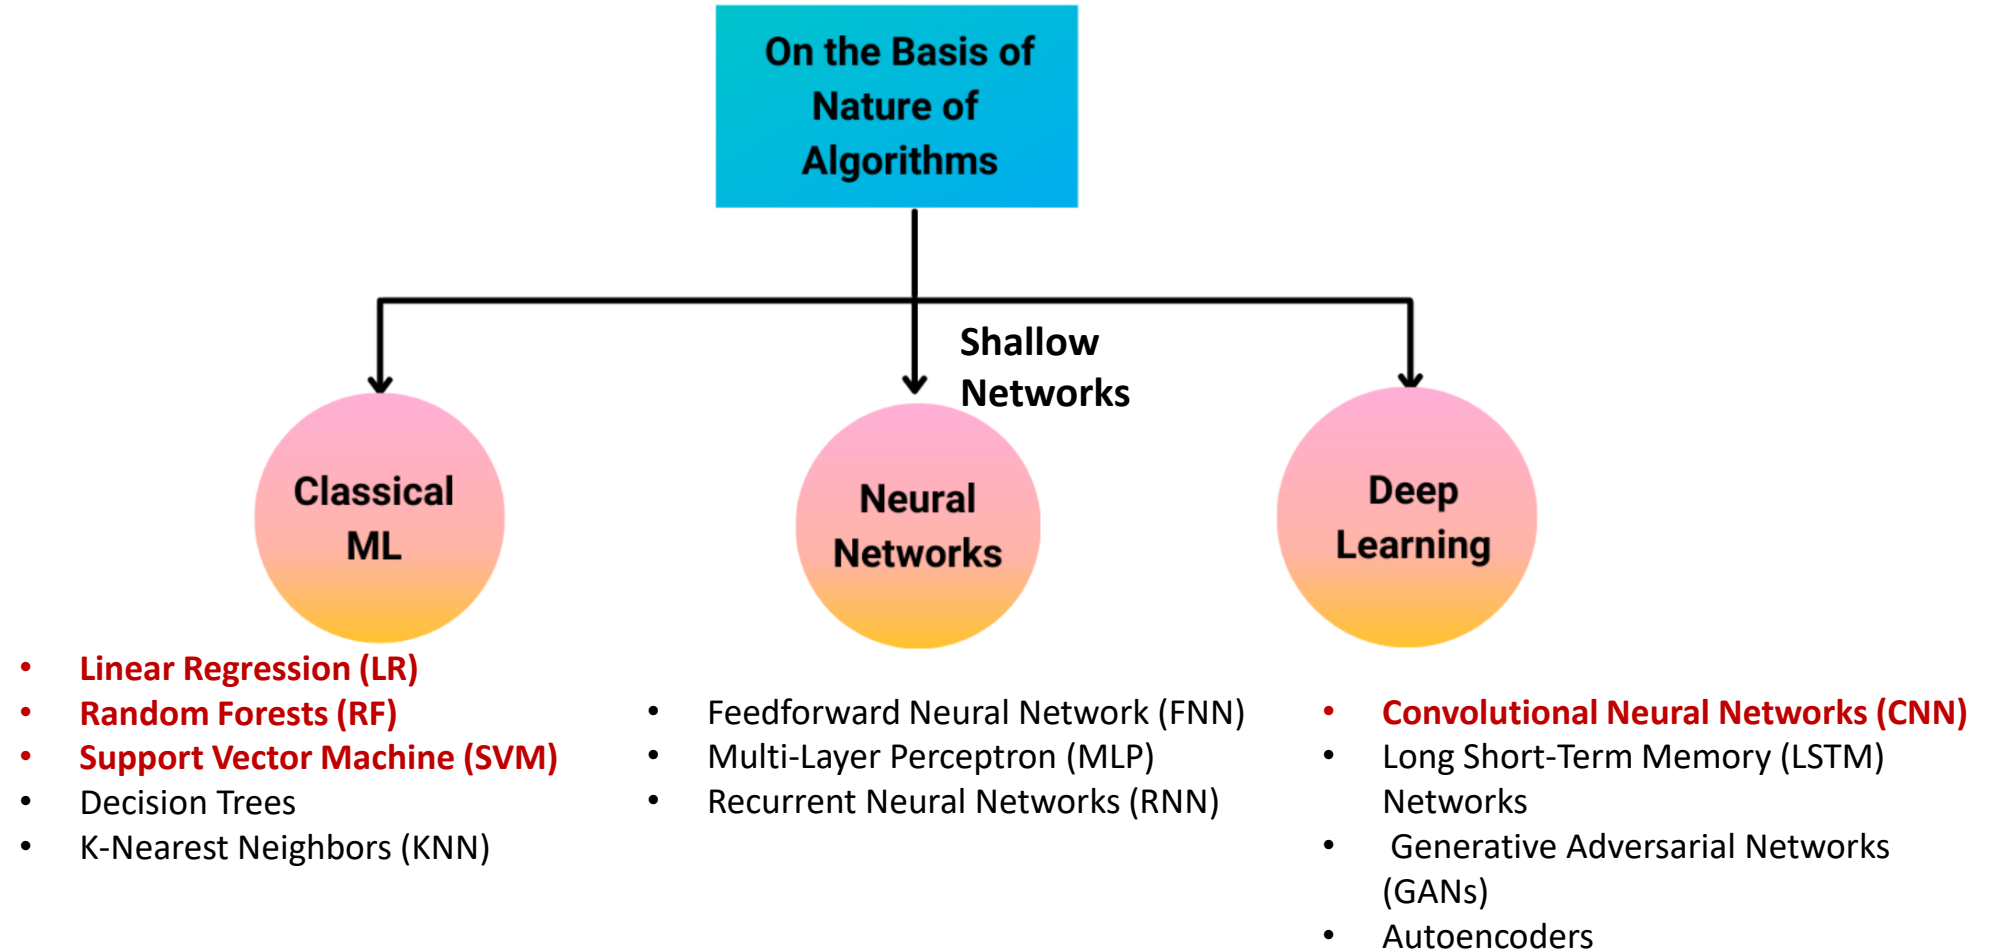 On the Basis of
Nature of
Algorithms
Shallow
Networks
Classical
ML
Neural
Networks
Deep
Learning
• Linear Regression (LR)
• Random Forests (RF)
• Support Vector Machine (SVM)
• Decision Trees
• K-Nearest Neighbors (KNN)
• Feedforward Neural Network (FNN)
• Multi-Layer Perceptron (MLP)
• Recurrent Neural Networks (RNN)
• Convolutional Neural Networks (CNN)
• Long Short-Term Memory (LSTM)
Networks
• Generative Adversarial Networks
(GANs)
• Autoencoders